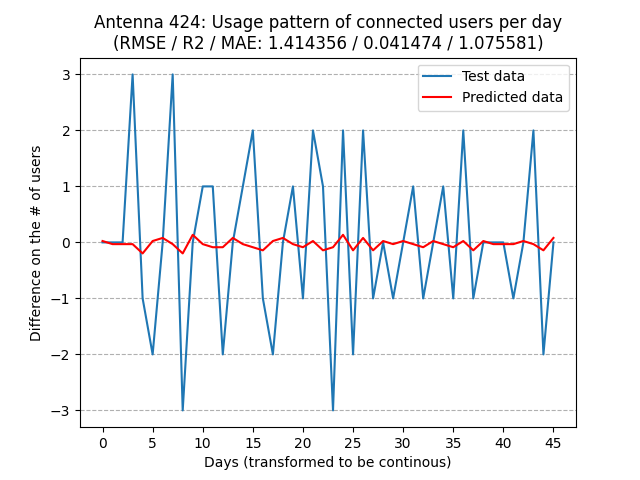 Antenna 424: Usage pattern of connected users per day
(RMSE / R2 / MAE: 1.414356 / 0.041474 / 1.075581)
Test data
Predicted data
Difference on the # of users
3
2
1
0
−1
−2
−3
0 5 10 15 20 25 30 35 40 45
Days (transformed to be continous)